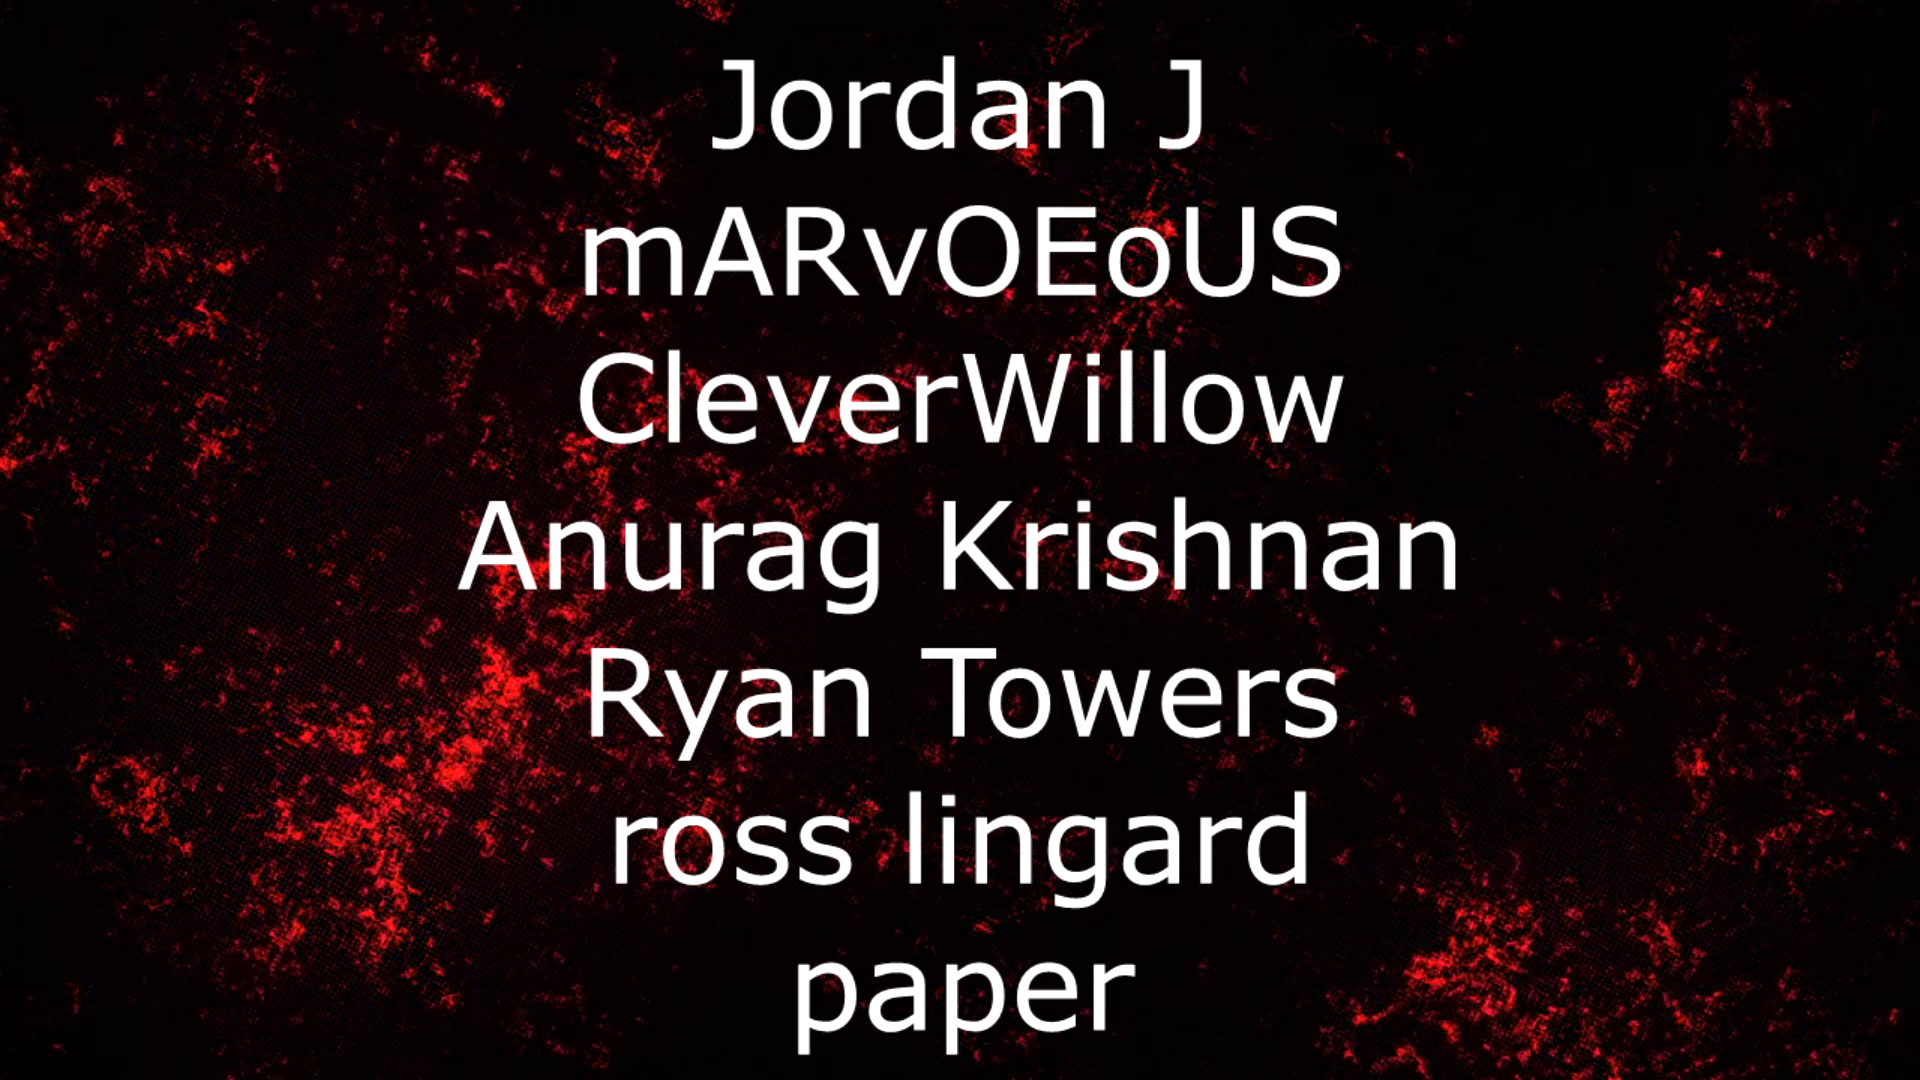 Jordan J
mARvOEoUS
CleverWillow
Anurag Krishnan
Ryan Towers
ross lingard
paper